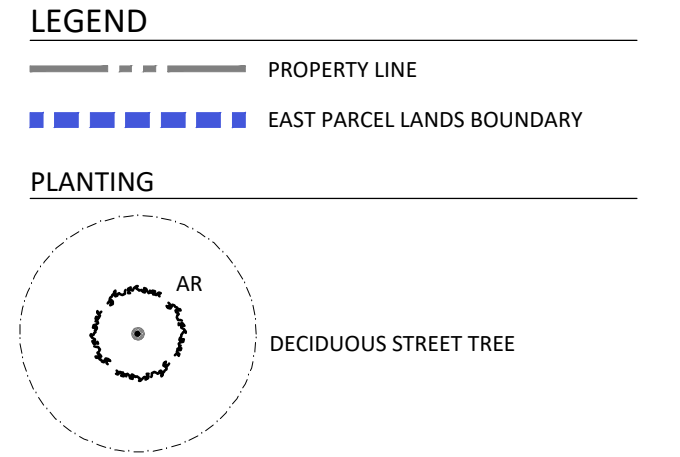 LEGEND
PROPERTY LINE
EAST PARCEL LANDS BOUNDARY
PLANTING
AR
DECIDUOUS STREET TREE